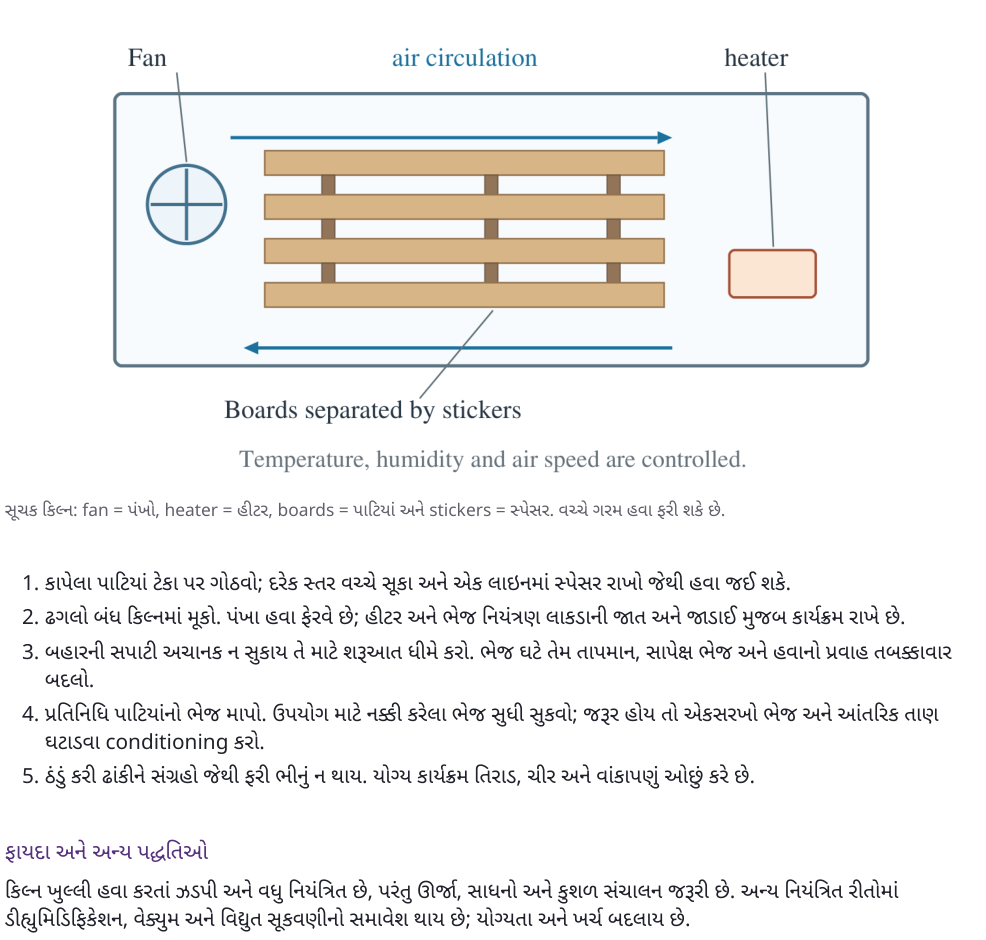 Fan air circulation heater
Boards separated by stickers
Temperature, humidity and air speed are controlled.
સૂચક કિલ્ન: fan = પંખો, heater = હીટર, boards = પાટિયાં અને stickers = સ્પેસર. વચ્ચે ગરમ હવા ફરી શકે છે.
1. કાપેલા પાટિયાં ટેકા પર ગોઠવો; દરેક સ્તર વચ્ચે સૂકા અને એક લાઇનમાં સ્પેસર રાખો જેથી હવા જઈ શકે.
2. ઢગલો બંધ કિલ્નમાં મૂકો. પંખા હવા ફેરવે છે; હીટર અને ભેજ નિયંત્રણ લાકડાની જાત અને જાડાઈ મુજબ કાર્યક્રમ રાખે છે.
3. બહારની સપાટી અચાનક ન સુકાય તે માટે શરૂઆત ધીમે કરો. ભેજ ઘટે તેમ તાપમાન, સાપેક્ષ ભેજ અને હવાનો પ્રવાહ તબક્કાવાર
બદલો.
4. પ્રતિનિધિ પાટિયાંનો ભેજ માપો. ઉપયોગ માટે નક્કી કરેલા ભેજ સુધી સુકવો; જરૂર હોય તો એકસરખો ભેજ અને આંતરિક તાણ
ઘટાડવા conditioning કરો.
5. ઠંડું કરી ઢાંકીને સંગ્રહો જેથી ફરી ભીનું ન થાય. યોગ્ય કાર્યક્રમ તિરાડ, ચીર અને વાંકાપણું ઓછું કરે છે.
ફાયદા અને અન્ય પદ્ધતિઓ
કિલ્ન ખુલ્લી હવા કરતાં ઝડપી અને વધુ નિયંત્રિત છે, પરંતુ ઊર્જા, સાધનો અને કુશળ સંચાલન જરૂરી છે. અન્ય નિયંત્રિત રીતોમાં
ડીહ્યુમિડિફિકેશન, વેક્યુમ અને વિદ્યુત સૂકવણીનો સમાવેશ થાય છે; યોગ્યતા અને ખર્ચ બદલાય છે.